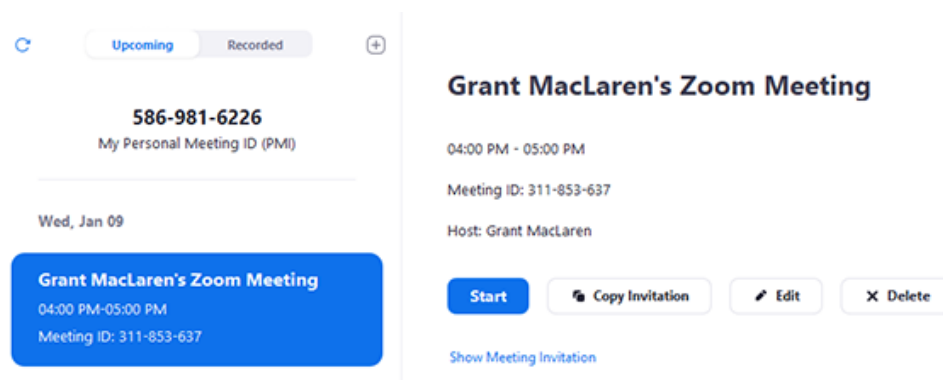 Upcoming Recorded
586-981-6226
My Personal Meeting ID (PMI)
Wed, Jan 09
Grant MacLaren's Zoom Meeting
04:00 PM-05:00 PM
Meeting ID: 311-853-637
Grant MacLaren's Zoom Meeting
04:00 PM - 05:00 PM
Meeting ID: 311-853-637
Host: Grant MacLaren
Start Copy Invitation Edit Delete
Show Meeting Invitation